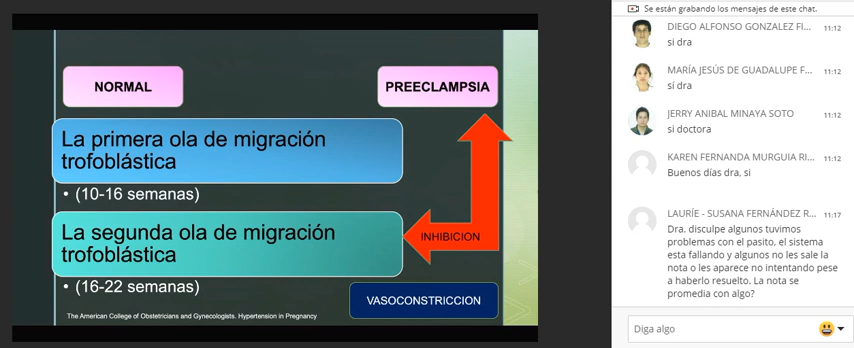 NORMAL
PREECLAMPSIA
La primera ola de migración
trofoblástica
• (10-16 semanas)
La segunda ola de migración
trofoblástica
INHIBICION
• (16-22 semanas)
VASOCONSTRICCION
The American College of Obstetricians and Gynecologists. Hypertension in Pregnancy
Se están grabando los mensajes de este chat.
DIEGO ALFONSO GONZALEZ FI... 11:12
si dra
MARÍA JESÚS DE GUADALUPE F... 11:12
sí dra
JERRY ANIBAL MINAYA SOTO 11:12
si doctora
KAREN FERNANDA MURGUIA RI... 11:12
Buenos días dra, si
LAURÍE - SUSANA FERNÁNDEZ R... 11:17
Dra. disculpe algunos tuvimos
problemas con el pasito, el sistema
esta fallando y algunos no les sale la
nota o les aparece no intentando pese
a haberlo resuelto. La nota se
promedia con algo?
Diga algo